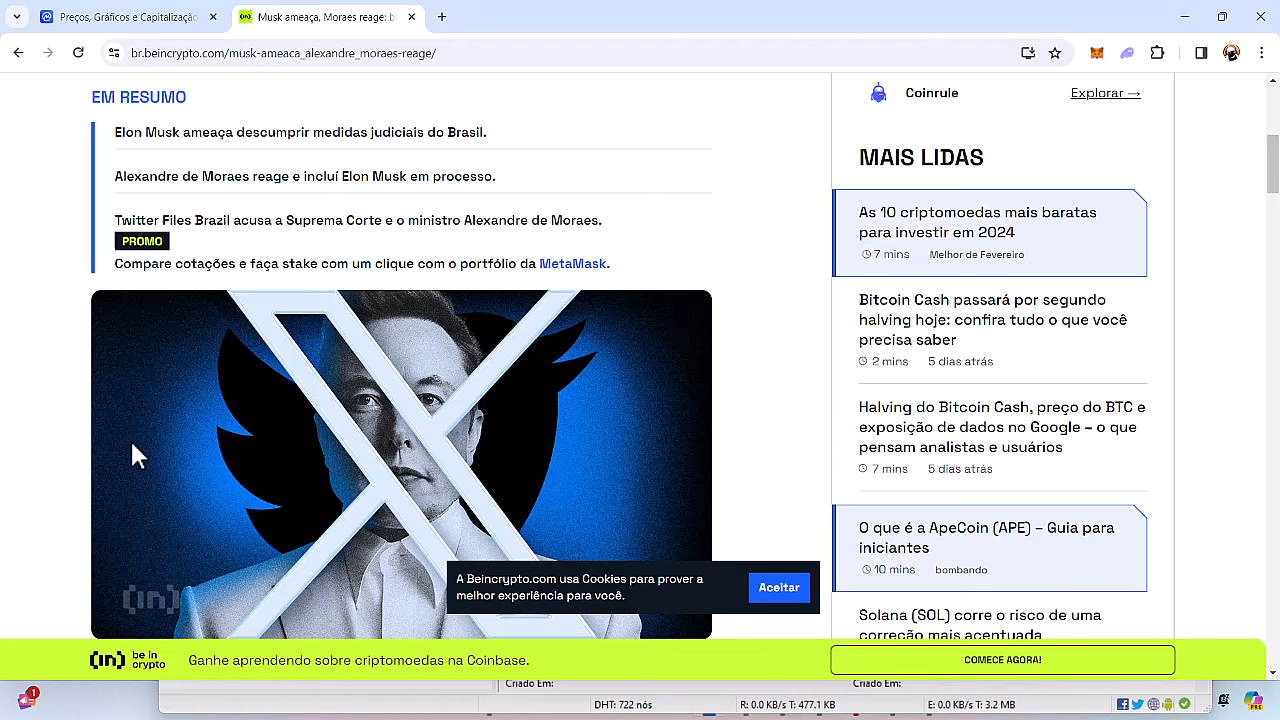 Preços, Gráficos e Capitalização
Musk ameaça, Moraes reage: b
br.beincrypto.com/musk-ameaca_alexandre_moraes-reage/
EM RESUMO
Elon Musk ameaça descumprir medidas judiciais do Brasil.
Alexandre de Moraes reage e incluí Elon Musk em processo.
Twitter Files Brazil acusa a Suprema Corte e o ministro Alexandre de Moraes.
PROMO
Compare cotações e faça stake com um clique com o portfólio da MetaMask.
(in)
A Beincrypto.com usa Cookies para prover a
melhor experiência para você.
Aceitar
Coinrule
Explorar →
MAIS LIDAS
As 10 criptomoedas mais baratas
para investir em 2024
7 mins Melhor de Fevereiro
Bitcoin Cash passará por segundo
halving hoje: confira tudo o que você
precisa saber
2 mins 5 dias atrás
Halving do Bitcoin Cash, preço do BTC e
exposição de dados no Google – o que
pensam analistas e usuários
7 mins 5 dias atrás
O que é a ApeCoin (APE) – Guia para
iniciantes
10 mins bombando
Solana (SOL) corre o risco de uma
correção mais acentuada
(in) be in
crypto
Ganhe aprendendo sobre criptomoedas na Coinbase.
COMECE AGORA!
1
Criado Em:
Criado Em:
DHT: 722 nós
R: 0.0 KB/s T: 477.1 KB
E: 0.0 KB/s T: 3.2 MB
PRE